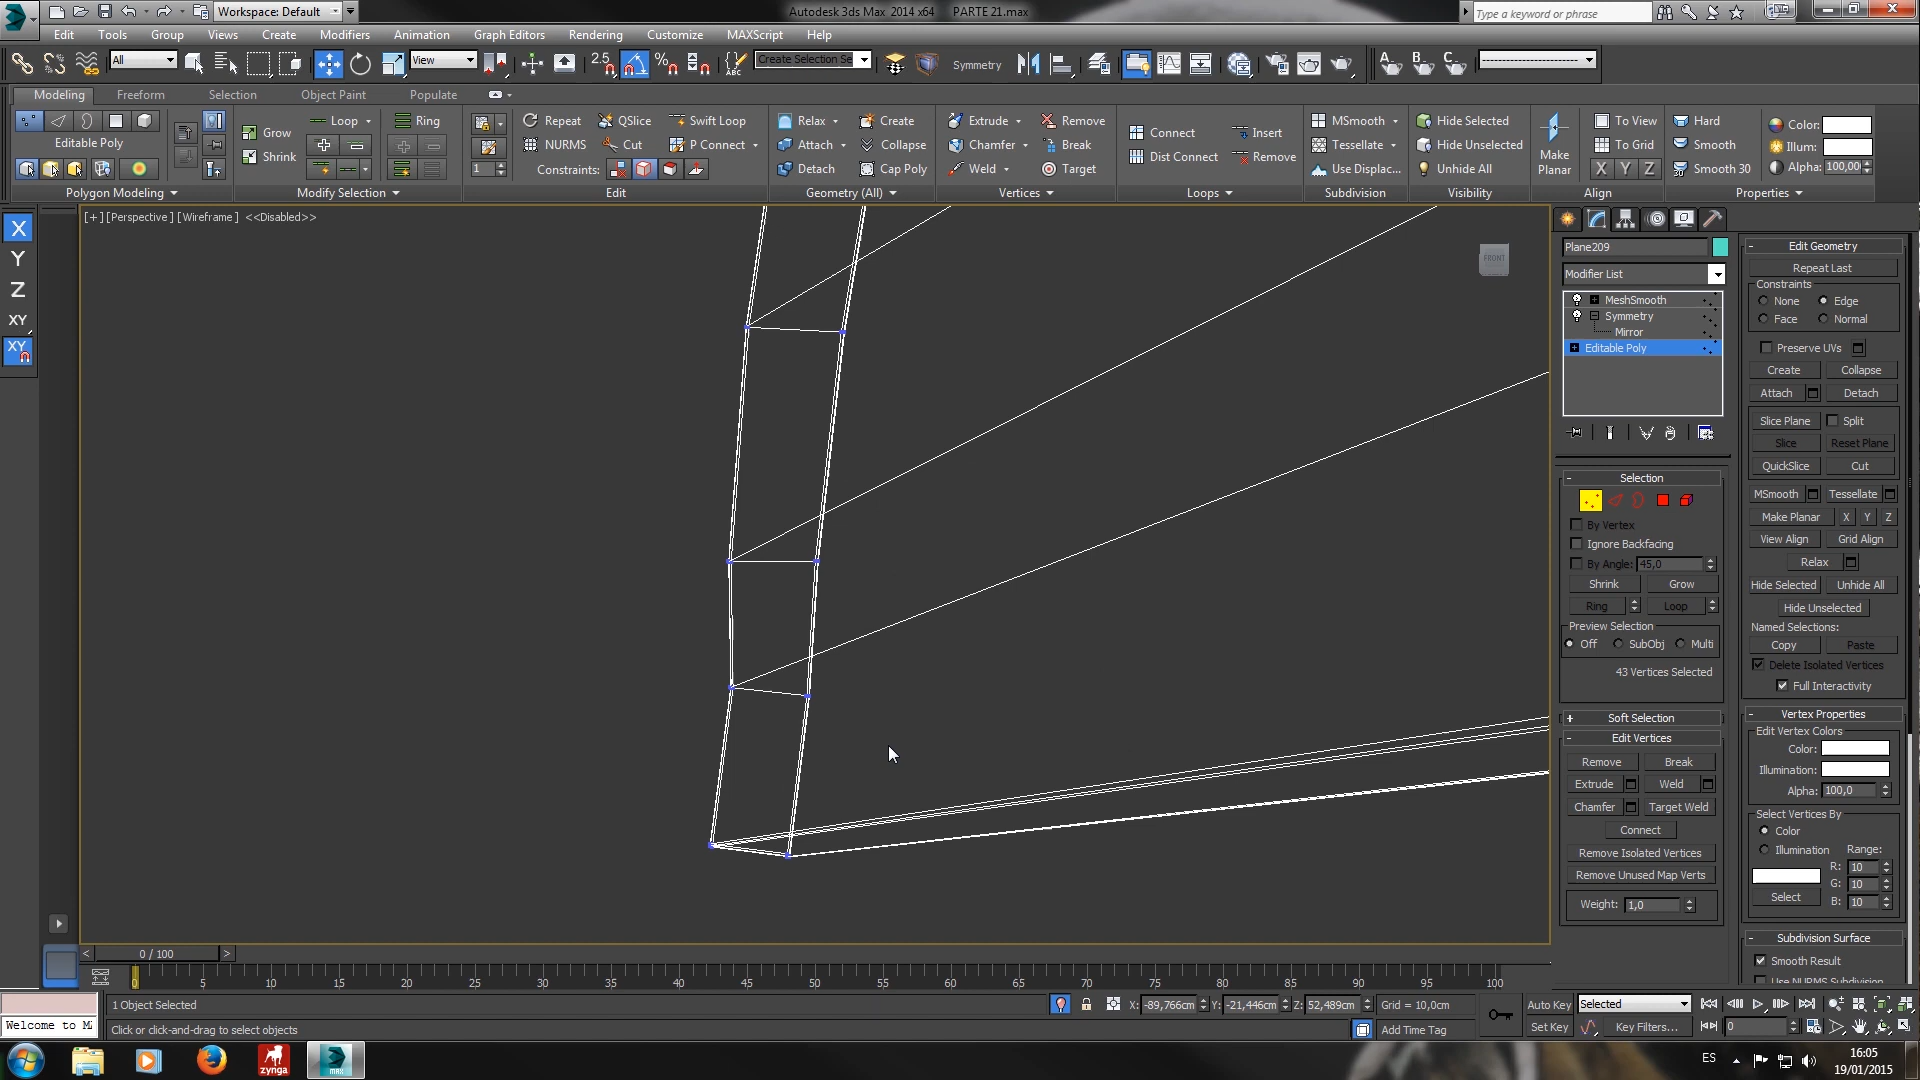 Workspace: Default
Autodesk 3ds Max 2014 x64 PARTE 21.max
Type a keyword or phrase
Edit Tools Group Views Create Modifiers Animation Graph Editors Rendering Customize MAXScript Help
All
View
2.5
Create Selection Se
Symmetry
Modeling Freeform Selection Object Paint Populate
Editable Poly
Polygon Modeling
Grow
Shrink
Loop
Ring
1
Modify Selection
Repeat QSlice Swift Loop
NURMS Cut P Connect
Constraints:
Edit
Relax Create
Attach Collapse
Detach Cap Poly
Geometry (All)
Extrude Remove
Chamfer Break
Weld Target
Vertices
Connect Insert
Dist Connect Remove
Loops
MSmooth
Tessellate
Use Displac...
Subdivision
Hide Selected
Hide Unselected
Unhide All
Visibility
Make
Planar
To View
To Grid
X Y Z
Align
Hard
Smooth
Smooth 30
Color:
Illum:
Alpha: 100,00
Properties
X
Y
Z
XY
XY
[+] [Perspective ] [Wireframe ] <<Disabled>>
FRONT
Plane209
Modifier List
MeshSmooth
Symmetry
Mirror
Editable Poly
Selection
By Vertex
Ignore Backfacing
By Angle: 45,0
Shrink Grow
Ring Loop
Preview Selection
Off SubObj Multi
43 Vertices Selected
Soft Selection
Edit Vertices
Remove Break
Extrude Weld
Chamfer Target Weld
Connect
Remove Isolated Vertices
Remove Unused Map Verts
Weight: 1,0
Edit Geometry
Repeat Last
Constraints
None Edge
Face Normal
Preserve UVs
Create Collapse
Attach Detach
Slice Plane Split
Slice Reset Plane
QuickSlice Cut
MSmooth Tessellate
Make Planar X Y Z
View Align Grid Align
Relax
Hide Selected Unhide All
Hide Unselected
Named Selections:
Copy Paste
Delete Isolated Vertices
Full Interactivity
Vertex Properties
Edit Vertex Colors
Color:
Illumination:
Alpha: 100,0
Select Vertices By
Color
Illumination Range:
R: 10
G: 10
Select B: 10
Subdivision Surface
Smooth Result
Use NURMS Subdivision
< 0 / 100 >
0 5 10 15 20 25 30 35 40 45 50 55 60 65 70 75 80 85 90 95 100
1 Object Selected X: -89,766cm Y: -21,446cm Z: 52,489cm Grid = 10,0cm Auto Key Selected
Welcome to M Click or click-and-drag to select objects Add Time Tag Set Key Key Filters... 0
zynga
MAX
ES
16:05
19/01/2015